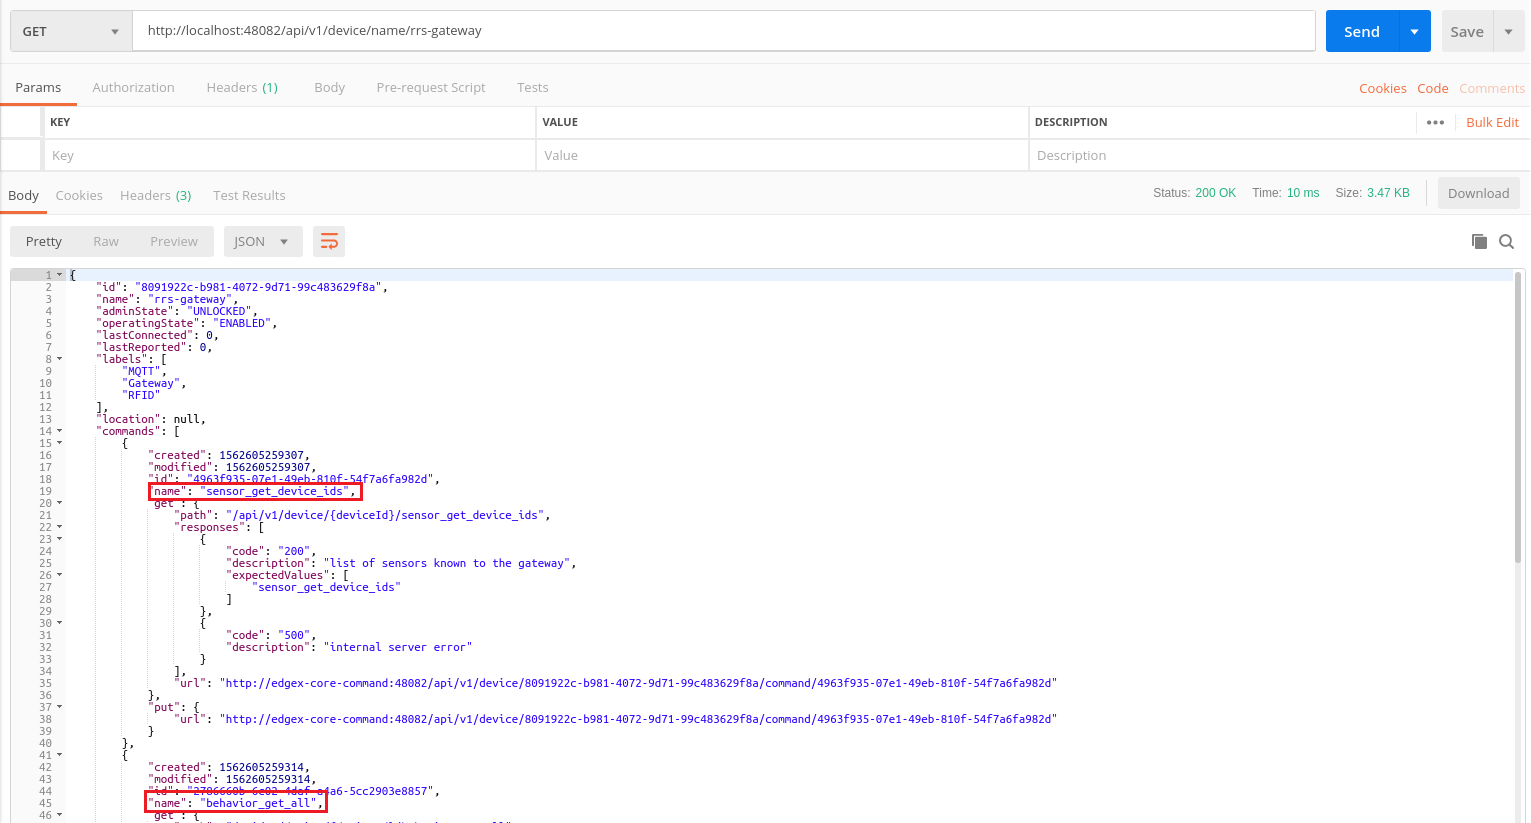 GET http://localhost:48082/api/v1/device/name/rrs-gateway Send Save
Params Authorization Headers (1) Body Pre-request Script Tests Cookies Code Comments
KEY VALUE DESCRIPTION ••• Bulk Edit
Key Value Description
Body Cookies Headers (3) Test Results Status: 200 OK Time: 10 ms Size: 3.47 KB Download
Pretty Raw Preview JSON
1 {
2 "id": "8091922c-b981-4072-9d71-99c483629f8a",
3 "name": "rrs-gateway",
4 "adminState": "UNLOCKED",
5 "operatingState": "ENABLED",
6 "lastConnected": 0,
7 "lastReported": 0,
8 "labels": [
9 "MQTT",
10 "Gateway",
11 "RFID"
12 ],
13 "location": null,
14 "commands": [
15 {
16 "created": 1562605259307,
17 "modified": 1562605259307,
18 "id": "4963f935-07e1-49eb-810f-54f7a6fa982d",
19 "name": "sensor_get_device_ids",
20 "get": {
21 "path": "/api/v1/device/{deviceId}/sensor_get_device_ids",
22 "responses": [
23 {
24 "code": "200",
25 "description": "list of sensors known to the gateway",
26 "expectedValues": [
27 "sensor_get_device_ids"
28 ]
29 },
30 {
31 "code": "500",
32 "description": "internal server error"
33 }
34 ],
35 "url": "http://edgex-core-command:48082/api/v1/device/8091922c-b981-4072-9d71-99c483629f8a/command/4963f935-07e1-49eb-810f-54f7a6fa982d"
36 },
37 "put": {
38 "url": "http://edgex-core-command:48082/api/v1/device/8091922c-b981-4072-9d71-99c483629f8a/command/4963f935-07e1-49eb-810f-54f7a6fa982d"
39 }
40 },
41 {
42 "created": 1562605259314,
43 "modified": 1562605259314,
44 "id":
45 "name": "behavior_get_all",
46 "get": {